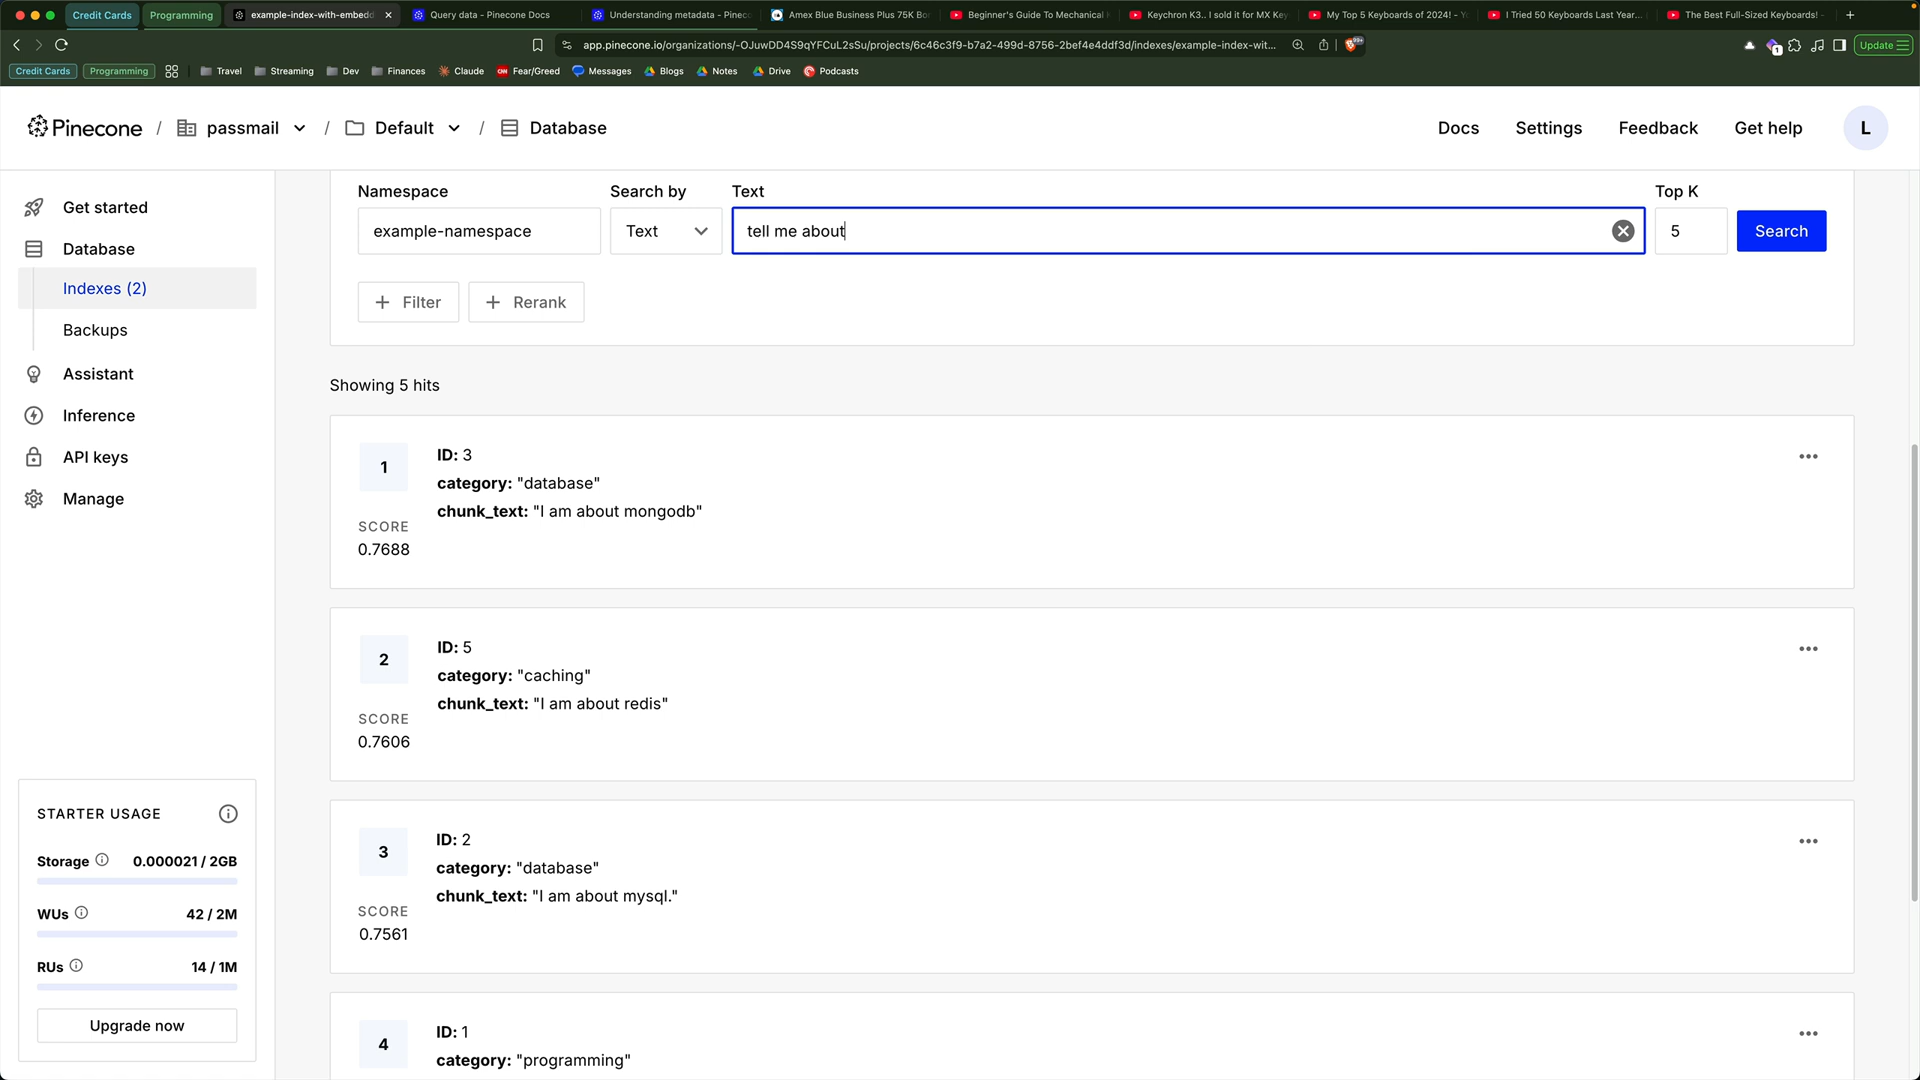 Credit Cards
Programming
example-index-with-embedd
Query data - Pinecone Docs
Understanding metadata - Pinec
Amex Blue Business Plus 75K Bo
Beginner's Guide To Mechanical
Keychron K3.. I sold it for MX Key
My Top 5 Keyboards of 2024! - Y
I Tried 50 Keyboards Last Year...
The Best Full-Sized Keyboards! -
app.pinecone.io/organizations/-OJuwDD4S9qYFCuL2sSu/projects/6c46c3f9-b7a2-499d-8756-2bef4e4ddf3d/indexes/example-index-wit...
99+
1
Update
Credit Cards
Programming
Travel
Streaming
Dev
Finances
Claude
Fear/Greed
Messages
Blogs
Notes
Drive
Podcasts
Pinecone / passmail / Default / Database
Docs
Settings
Feedback
Get help
L
Get started
Database
Indexes (2)
Backups
Assistant
Inference
API keys
Manage
STARTER USAGE
Storage 0.000021 / 2GB
WUs 42 / 2M
RUs 14 / 1M
Upgrade now
Namespace
example-namespace
Search by
Text
Text
tell me about
Top K
5
Search
+ Filter
+ Rerank
Showing 5 hits
1
SCORE
0.7688
ID: 3
category: "database"
chunk_text: "I am about mongodb"
2
SCORE
0.7606
ID: 5
category: "caching"
chunk_text: "I am about redis"
3
SCORE
0.7561
ID: 2
category: "database"
chunk_text: "I am about mysql."
4
ID: 1
category: "programming"